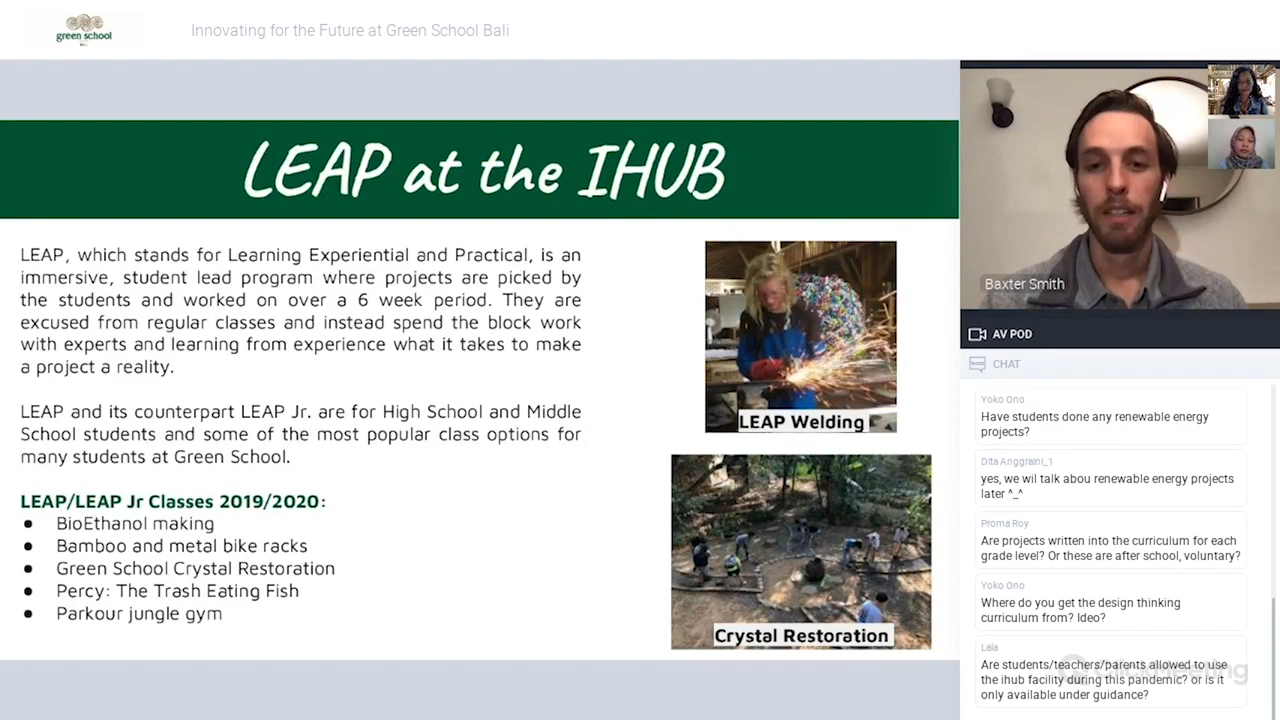 green school
Innovating for the Future at Green School Bali
LEAP at the IHUB
LEAP, which stands for Learning Experiential and Practical, is an
immersive, student lead program where projects are picked by
the students and worked on over a 6 week period. They are
excused from regular classes and instead spend the block work
with experts and learning from experience what it takes to make
a project a reality.
LEAP and its counterpart LEAP Jr. are for High School and Middle
School students and some of the most popular class options for
many students at Green School.
LEAP/LEAP Jr Classes 2019/2020:
● BioEthanol making
● Bamboo and metal bike racks
● Green School Crystal Restoration
● Percy: The Trash Eating Fish
● Parkour jungle gym
LEAP Welding
Crystal Restoration
Baxter Smith
AV POD
CHAT
Yoko Ono
Have students done any renewable energy
projects?
Dita Anggraini_1
yes, we wil talk abou renewable energy projects
later ^_^
Proma Roy
Are projects written into the curriculum for each
grade level? Or these are after school, voluntary?
Yoko Ono
Where do you get the design thinking
curriculum from? Ideo?
Lala
Are students/teachers/parents allowed to use
the ihub facility during this pandemic? or is it
only available under guidance?
clickmeeting